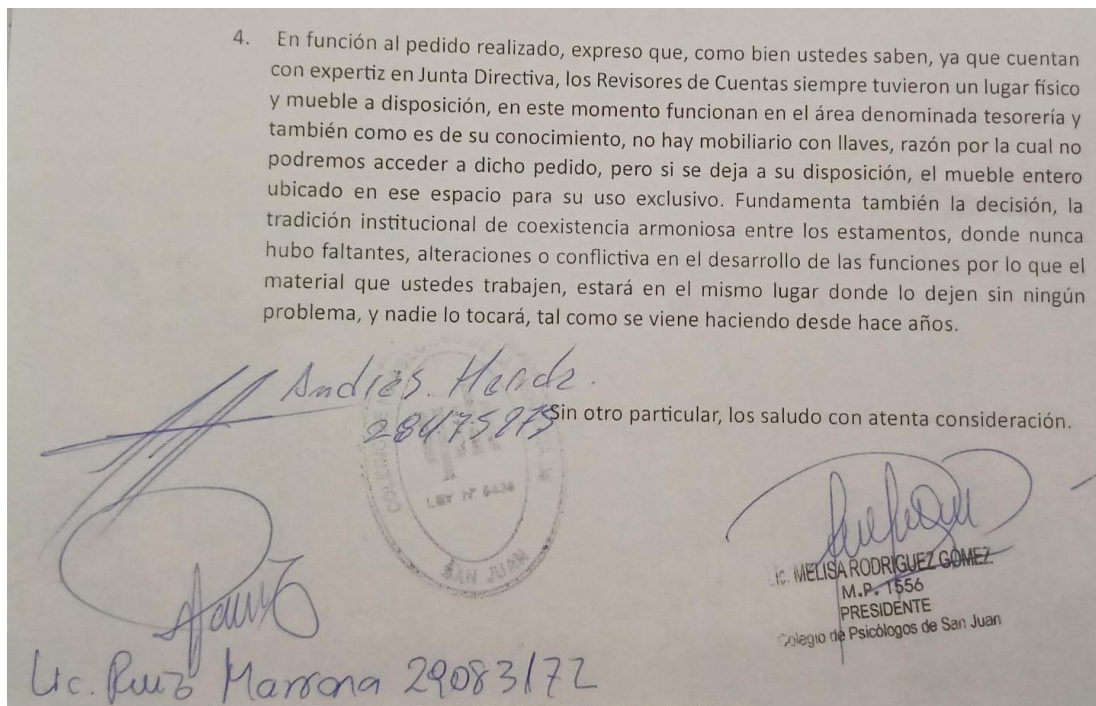 4. En función al pedido realizado, expreso que, como bien ustedes saben, ya que cuentan
con expertiz en Junta Directiva, los Revisores de Cuentas siempre tuvieron un lugar físico
y mueble a disposición, en este momento funcionan en el área denominada tesorería y
también como es de su conocimiento, no hay mobiliario con llaves, razón por la cual no
podremos acceder a dicho pedido, pero si se deja a su disposición, el mueble entero
ubicado en ese espacio para su uso exclusivo. Fundamenta también la decisión, la
tradición institucional de coexistencia armoniosa entre los estamentos, donde nunca
hubo faltantes, alteraciones o conflictiva en el desarrollo de las funciones por lo que el
material que ustedes trabajen, estará en el mismo lugar donde lo dejen sin ningún
problema, y nadie lo tocará, tal como se viene haciendo desde hace años.
Andrés
Sin otro particular, los saludo con atenta consideración.
LEY Nº 6436
SAN JUAN
Lic. MELISA RODRIGUEZ GOMEZ
M.P. 1556
PRESIDENTE
Colegio de Psicólogos de San Juan
Lic. Ruiz 29083172